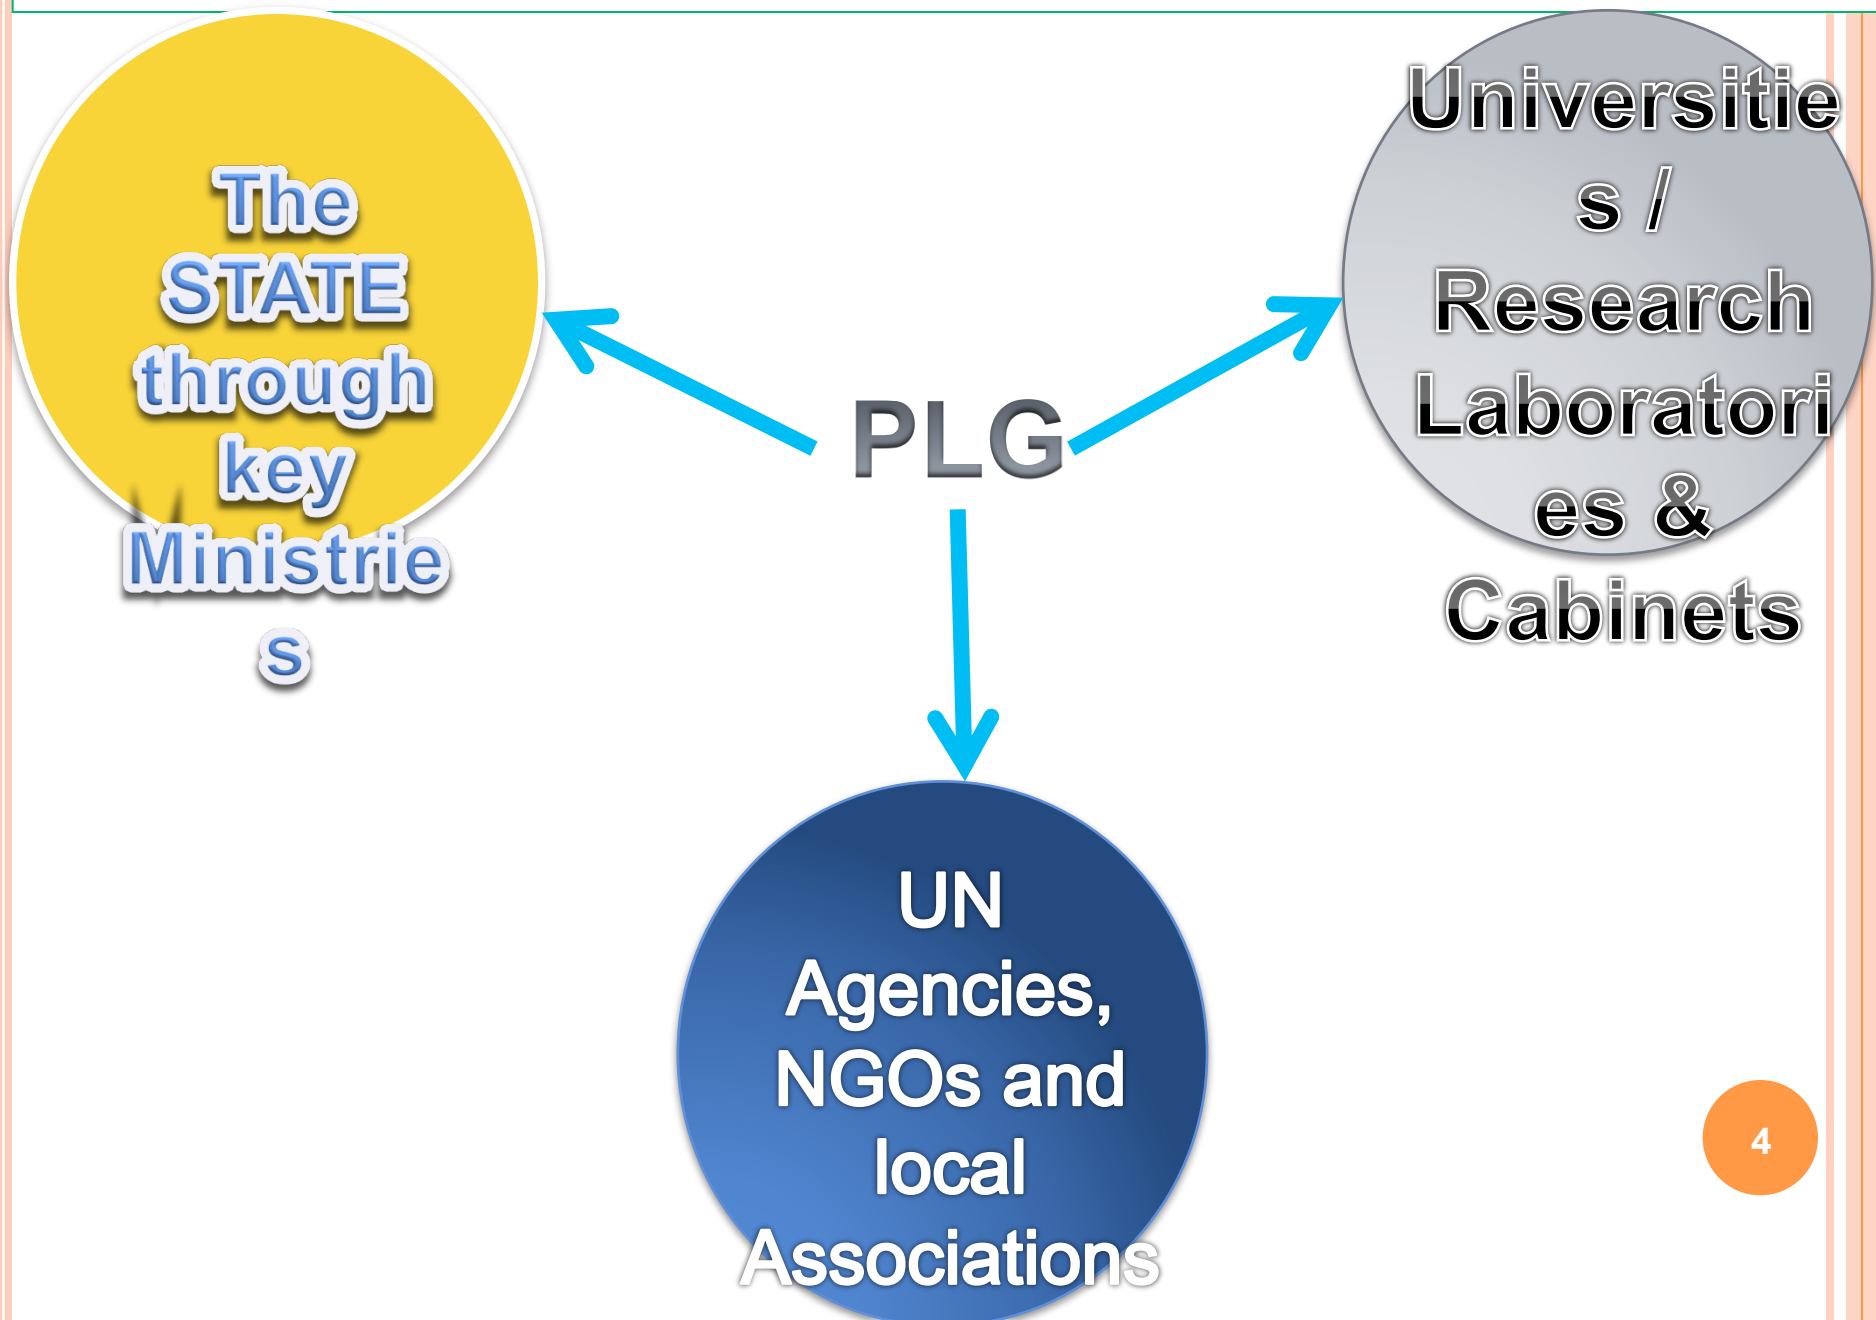 The
STATE
through
key
Ministrie
s
PLG
Universitie
s /
Research
Laboratori
es &
Cabinets
UN
Agencies,
NGOs and
local
Associations
4